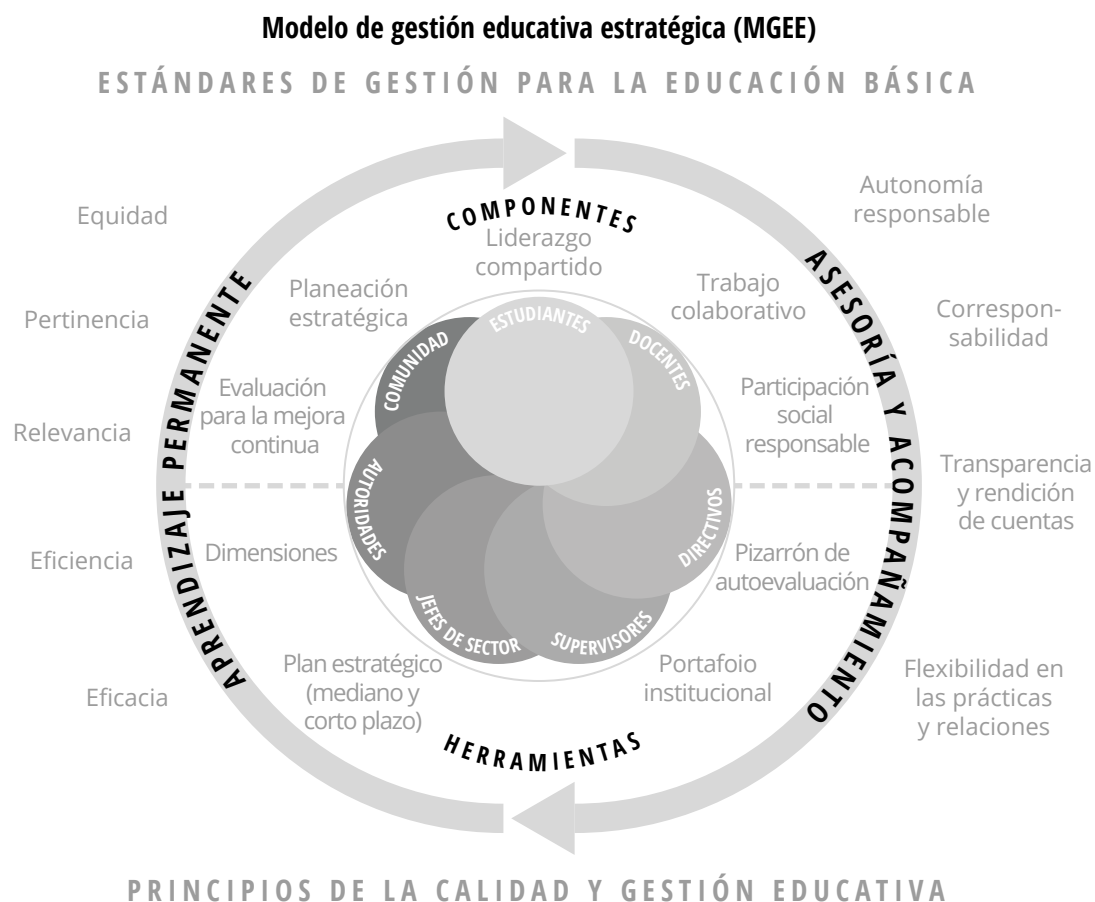 Modelo de gestión educativa estratégica (MGEE)
ESTÁNDARES DE GESTIÓN PARA LA EDUCACIÓN BÁSICA
Equidad
Pertinencia
Relevancia
Eficiencia
Eficacia
APRENDIZAJE PERMANENTE
COMPONENTES
Liderazgo
compartido
Planeación
estratégica
Trabajo
colaborativo
Evaluación
para la mejora
continua
Participación
social
responsable
ESTUDIANTES
DOCENTES
DIRECTIVOS
SUPERVISORES
JEFES DE SECTOR
AUTORIDADES
COMUNIDAD
Dimensiones
Pizarrón de
autoevaluación
Plan estratégico
(mediano y
corto plazo)
Portafoio
institucional
HERRAMIENTAS
ASESORÍA Y ACOMPAÑAMIENTO
Autonomía
responsable
Correspon-
sabilidad
Transparencia
y rendición
de cuentas
Flexibilidad en
las prácticas
y relaciones
PRINCIPIOS DE LA CALIDAD Y GESTIÓN EDUCATIVA